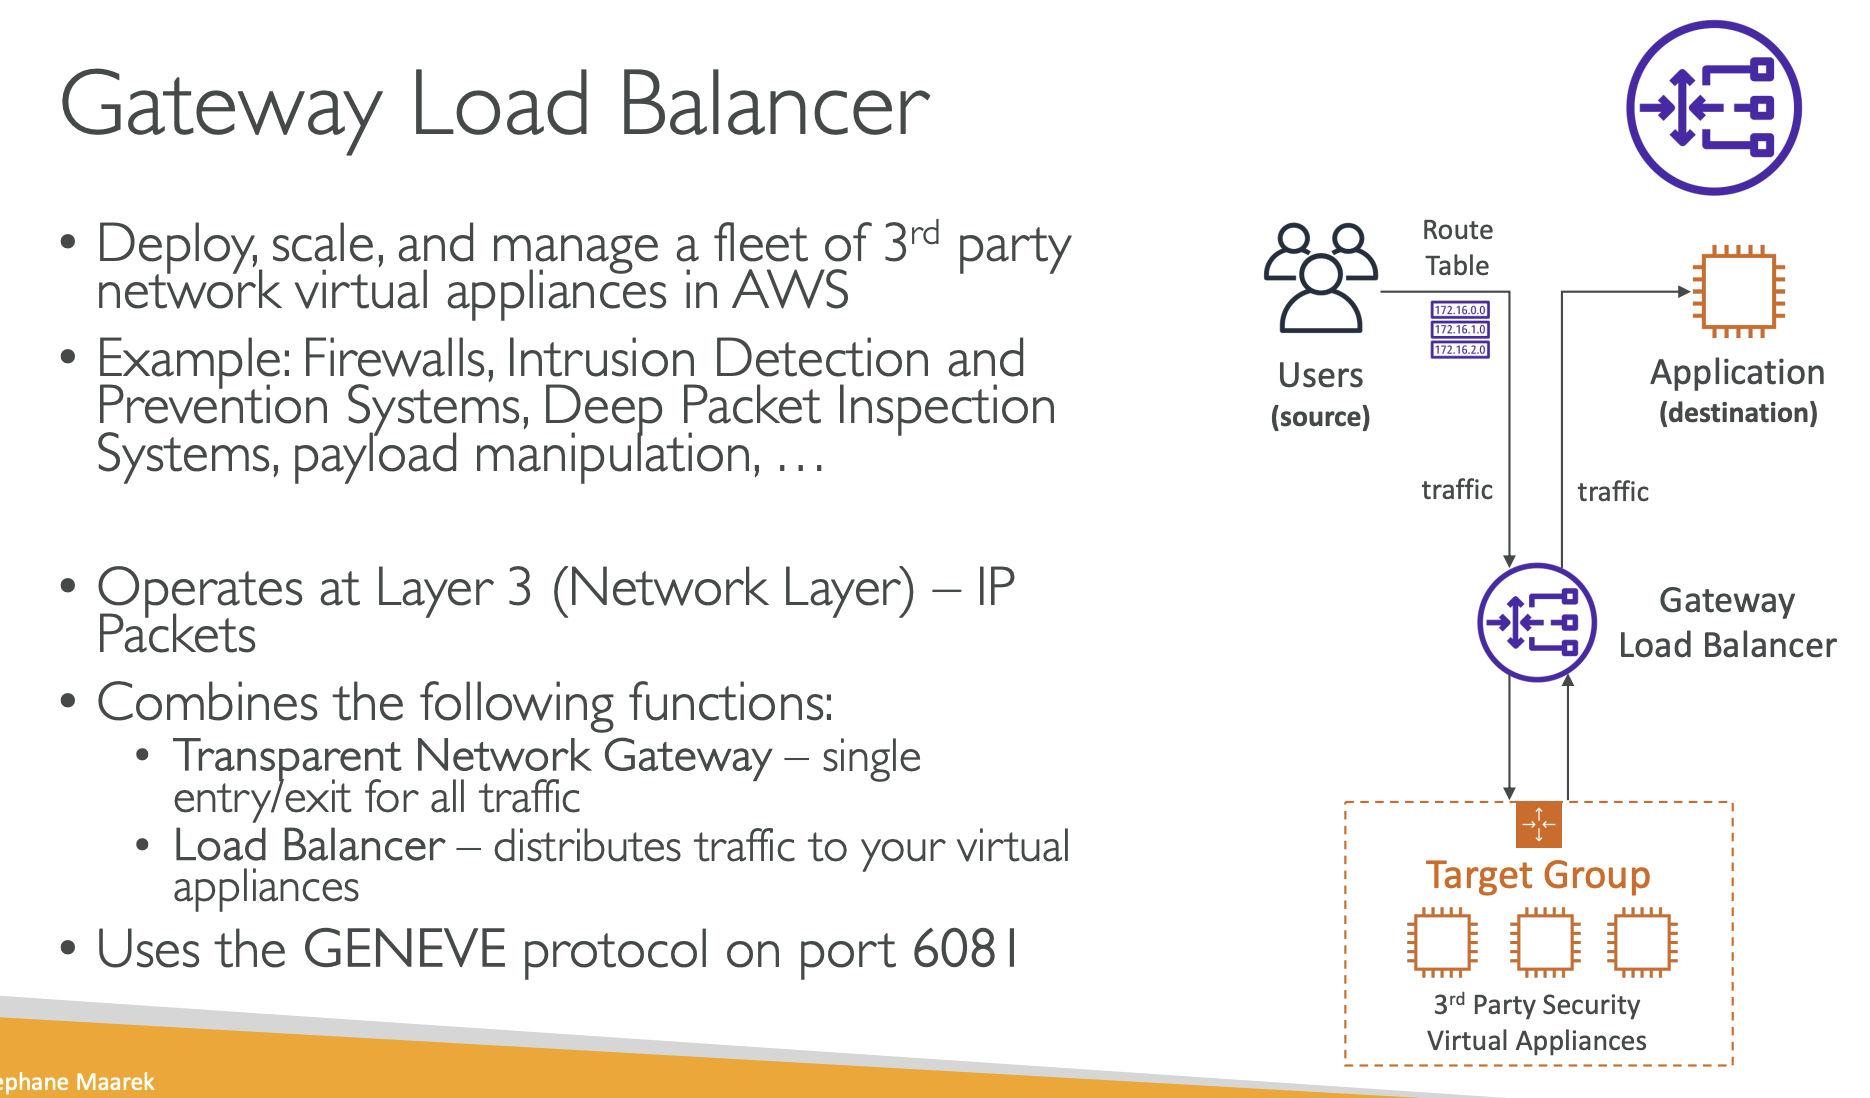 Gateway Load Balancer
• Deploy, scale, and manage a fleet of 3rd party
network virtual appliances in AWS
• Example: Firewalls, Intrusion Detection and
Prevention Systems, Deep Packet Inspection
Systems, payload manipulation, …
• Operates at Layer 3 (Network Layer) – IP
Packets
• Combines the following functions:
• Transparent Network Gateway – single
entry/exit for all traffic
• Load Balancer – distributes traffic to your virtual
appliances
• Uses the GENEVE protocol on port 6081
Route
Table
172.16.0.0
172.16.1.0
172.16.2.0
Users
(source)
Application
(destination)
traffic
traffic
Gateway
Load Balancer
Target Group
3rd Party Security
Virtual Appliances
ephane Maarek